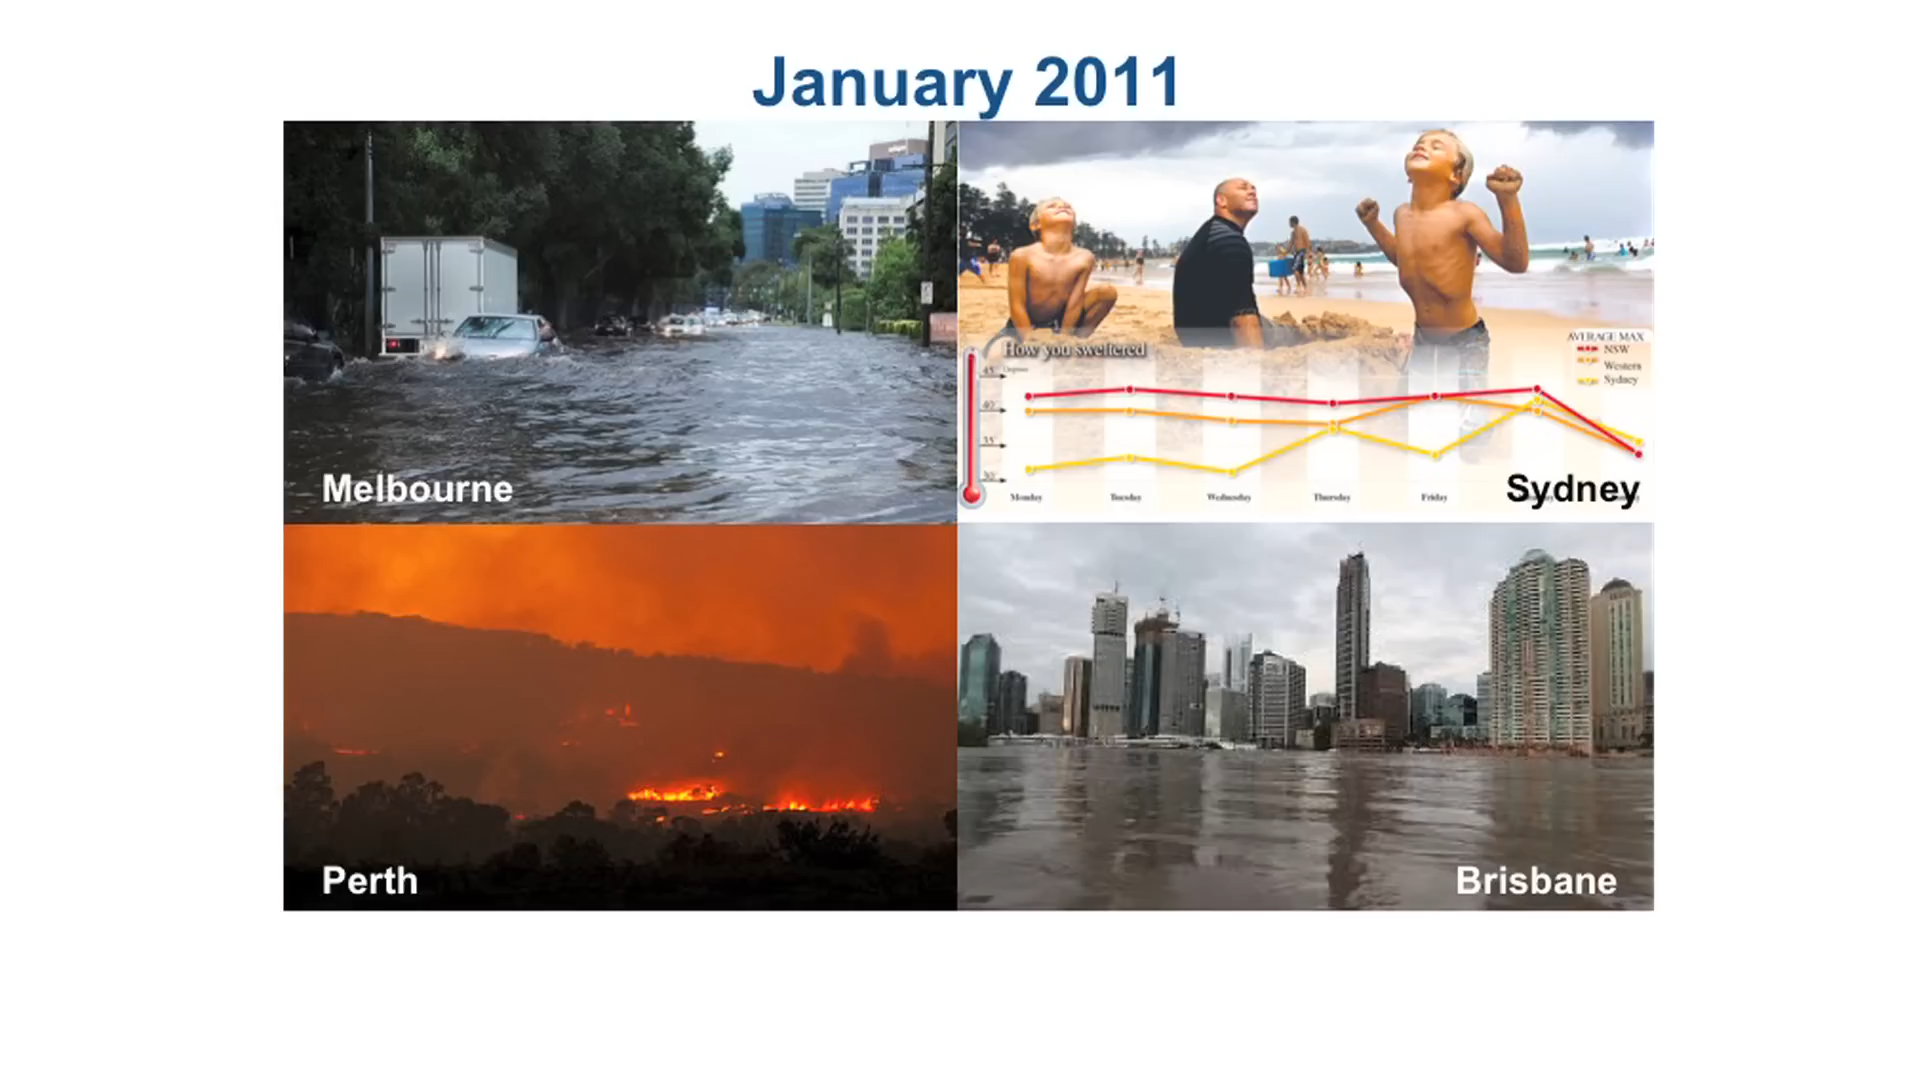 January 2011
How you sweltered
AVERAGE MAX
NSW
Western
Sydney
45°
Degrees
40°
35°
30°
Monday
Tuesday
Wednesday
Thursday
Friday
Melbourne
Sydney
Perth
Brisbane